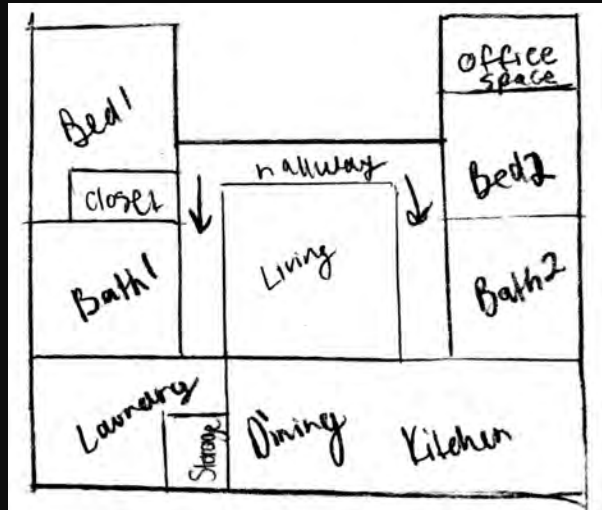 Bed1
office
space
hallway
Closet
Bed2
Living
Bath1
Bath2
Laundry
Storage
Dining
Kitchen